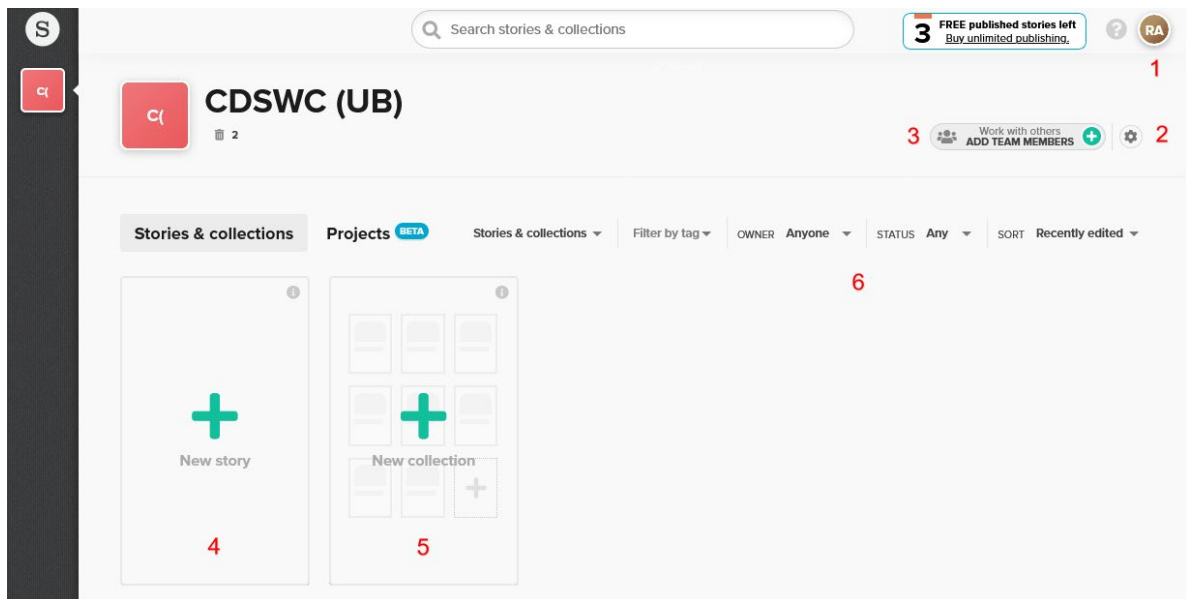 S
Search stories & collections
3
FREE published stories left
Buy unlimited publishing.
?
RA
1
C(
C(
CDSWC (UB)
2
3
Work with others
ADD TEAM MEMBERS
2
Stories & collections
Projects BETA
Stories & collections
Filter by tag
OWNER Anyone
STATUS Any
SORT Recently edited
6
New story
New collection
4
5